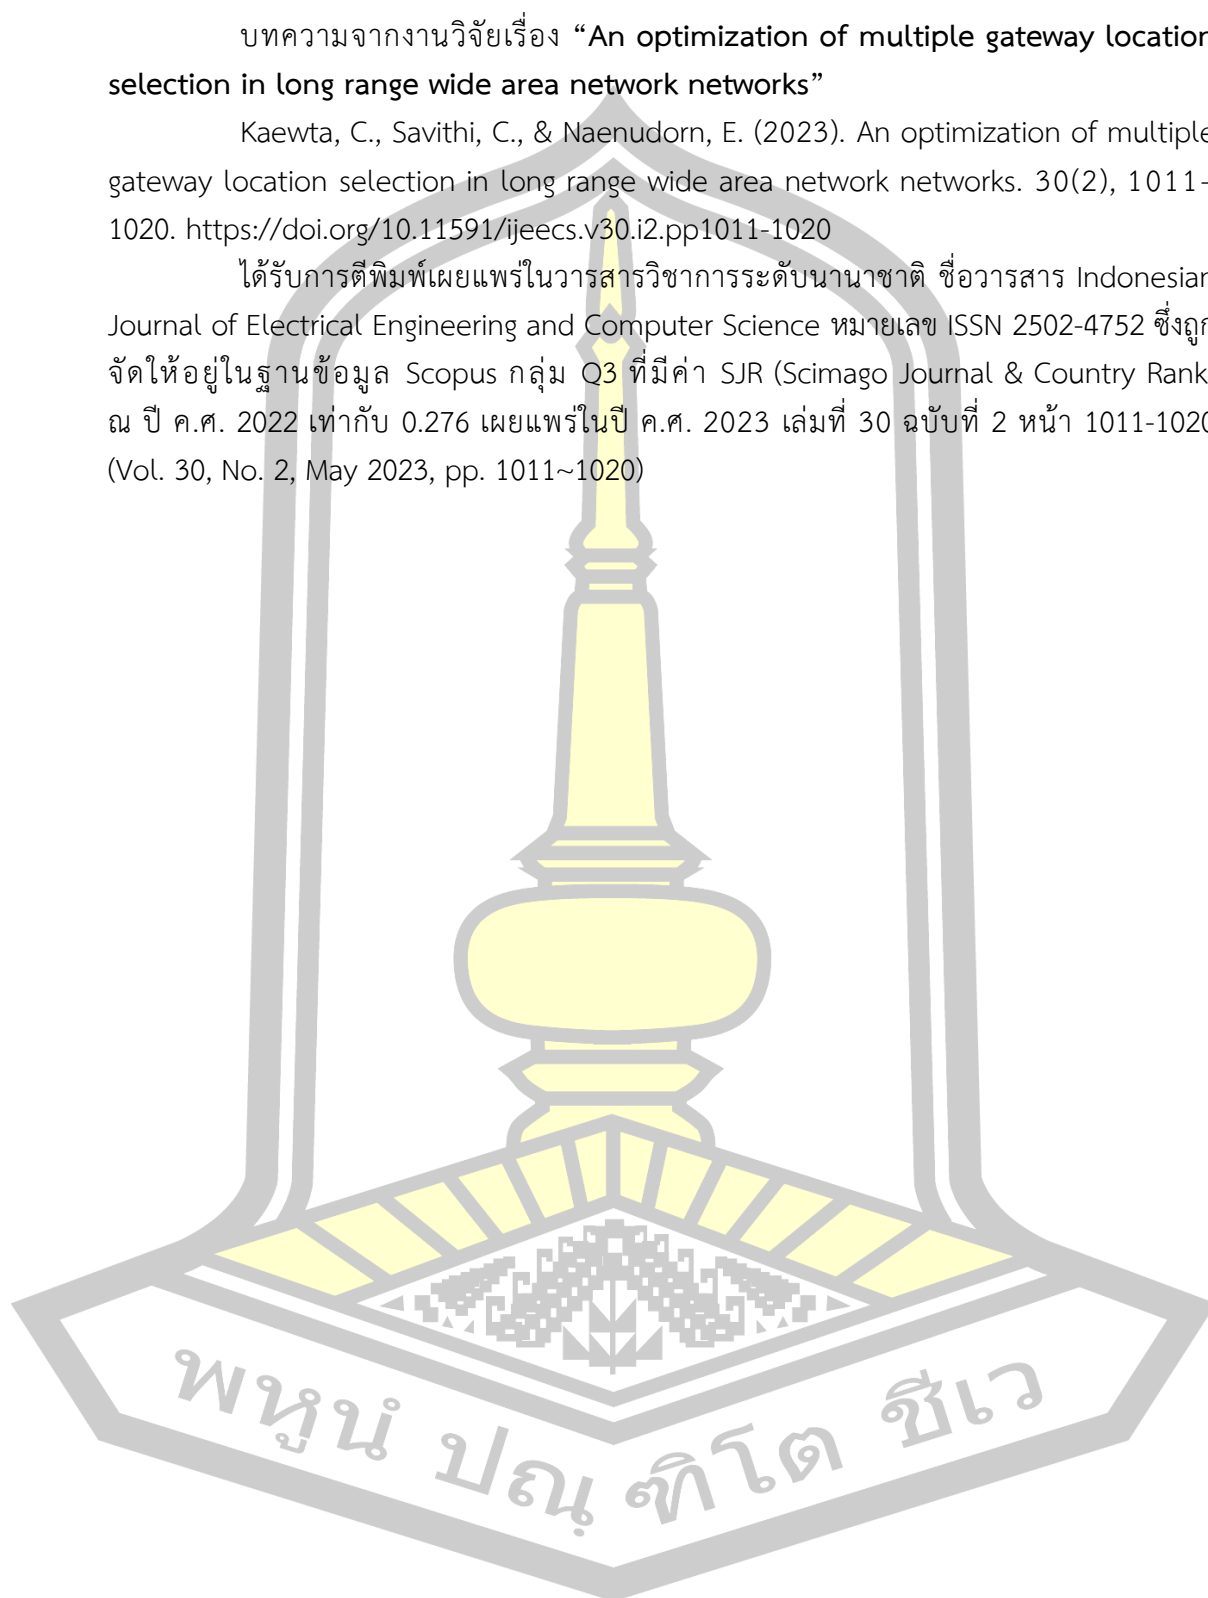 บทความจากงานวิจัยเรื่อง “An optimization of multiple gateway location
selection in long range wide area network networks”
Kaewta, C., Savithi, C., & Naenudorn, E. (2023). An optimization of multiple
gateway location selection in long range wide area network networks. 30(2), 1011-
1020. https://doi.org/10.11591/ijeecs.v30.i2.pp1011-1020
ได้รับการตีพิมพ์เผยแพร่ในวารสารวิชาการระดับนานาชาติ ชื่อวารสาร Indonesian
Journal of Electrical Engineering and Computer Science หมายเลข ISSN 2502-4752 ซึ่งถูก
จัดให้อยู่ในฐานข้อมูล Scopus กลุ่ม Q3 ที่มีค่า SJR (Scimago Journal & Country Rank
ณ ปี ค.ศ. 2022 เท่ากับ 0.276 เผยแพร่ในปี ค.ศ. 2023 เล่มที่ 30 ฉบับที่ 2 หน้า 1011-1020
(Vol. 30, No. 2, May 2023, pp. 1011~1020)
พหูนํ ปณฺฑิโต ชีเว